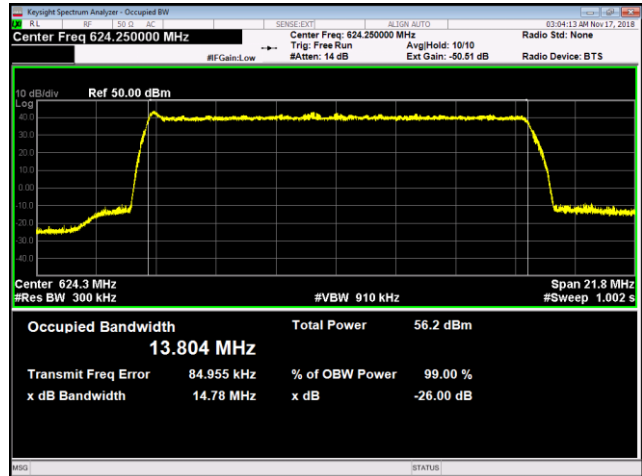 Keysight Spectrum Analyzer - Occupied BW
RL RF 50 Ω AC SENSE:EXT ALIGN AUTO 03:04:13 AM Nov 17, 2018
Center Freq 624.250000 MHz Center Freq: 624.250000 MHz Radio Std: None
Trig: Free Run Avg|Hold: 10/10
#IFGain:Low #Atten: 14 dB Ext Gain: -50.51 dB Radio Device: BTS
10 dB/div Ref 50.00 dBm
Log
40.0
30.0
20.0
10.0
0.00
-10.0
-20.0
-30.0
-40.0
Center 624.3 MHz Span 21.8 MHz
#Res BW 300 kHz #VBW 910 kHz #Sweep 1.002 s
Occupied Bandwidth Total Power 56.2 dBm
13.804 MHz
Transmit Freq Error 84.955 kHz % of OBW Power 99.00 %
x dB Bandwidth 14.78 MHz x dB -26.00 dB
MSG STATUS